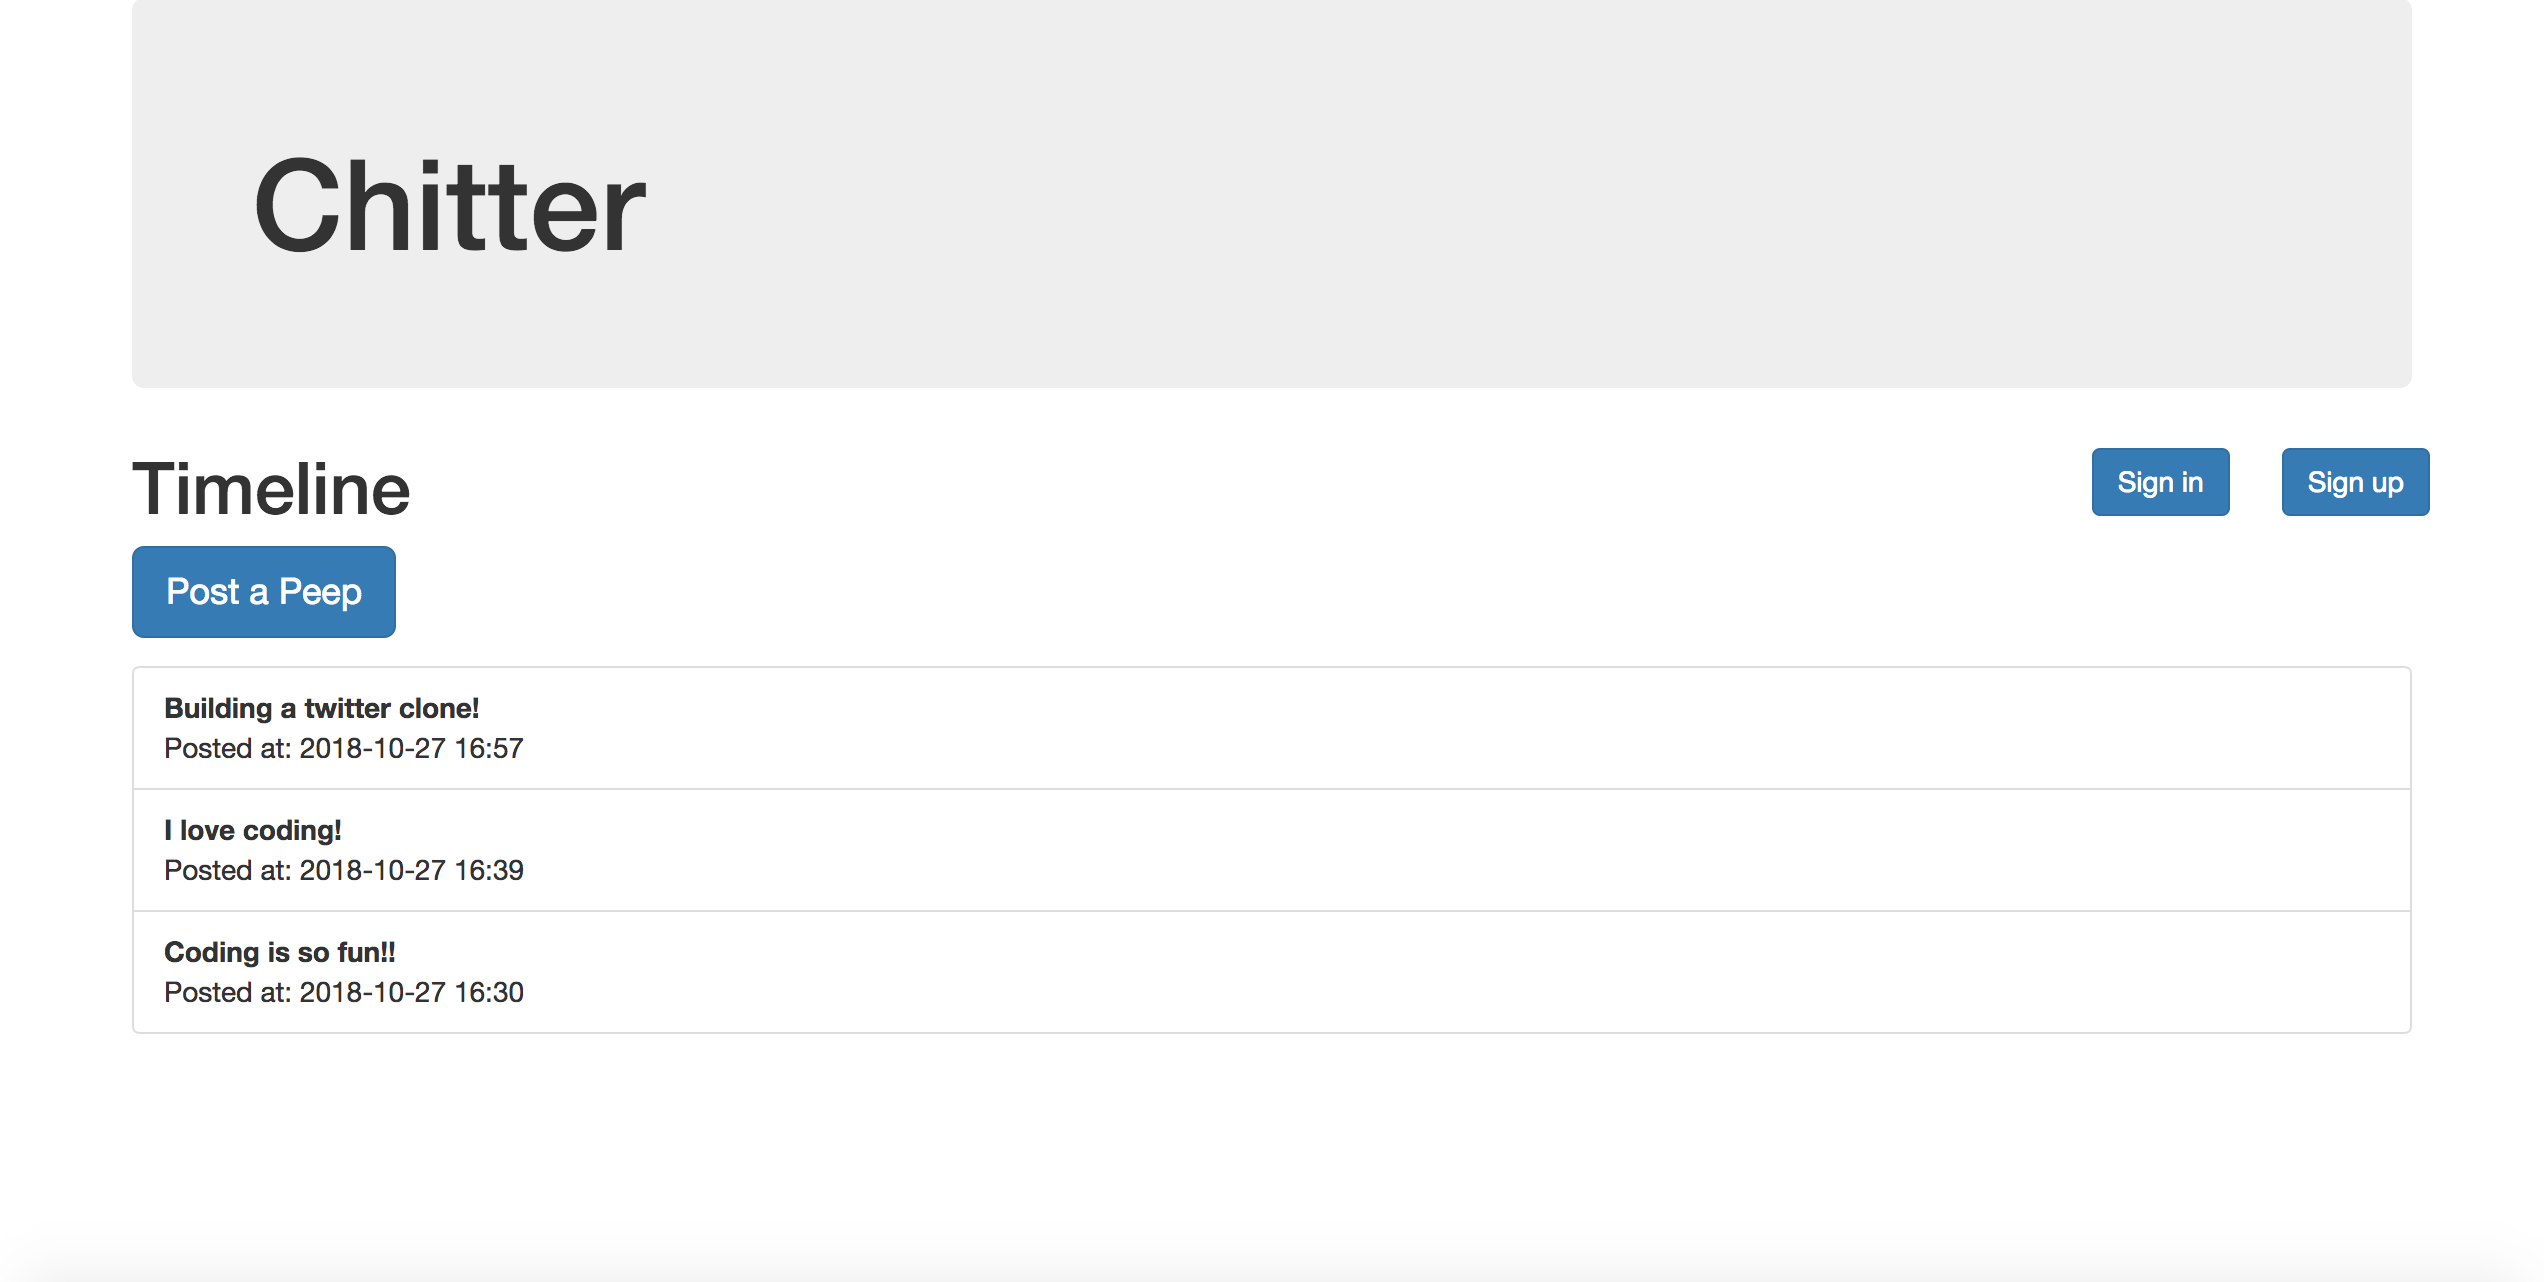 Chitter
Timeline
Sign in
Sign up
Post a Peep
Building a twitter clone!
Posted at: 2018-10-27 16:57
I love coding!
Posted at: 2018-10-27 16:39
Coding is so fun!!
Posted at: 2018-10-27 16:30